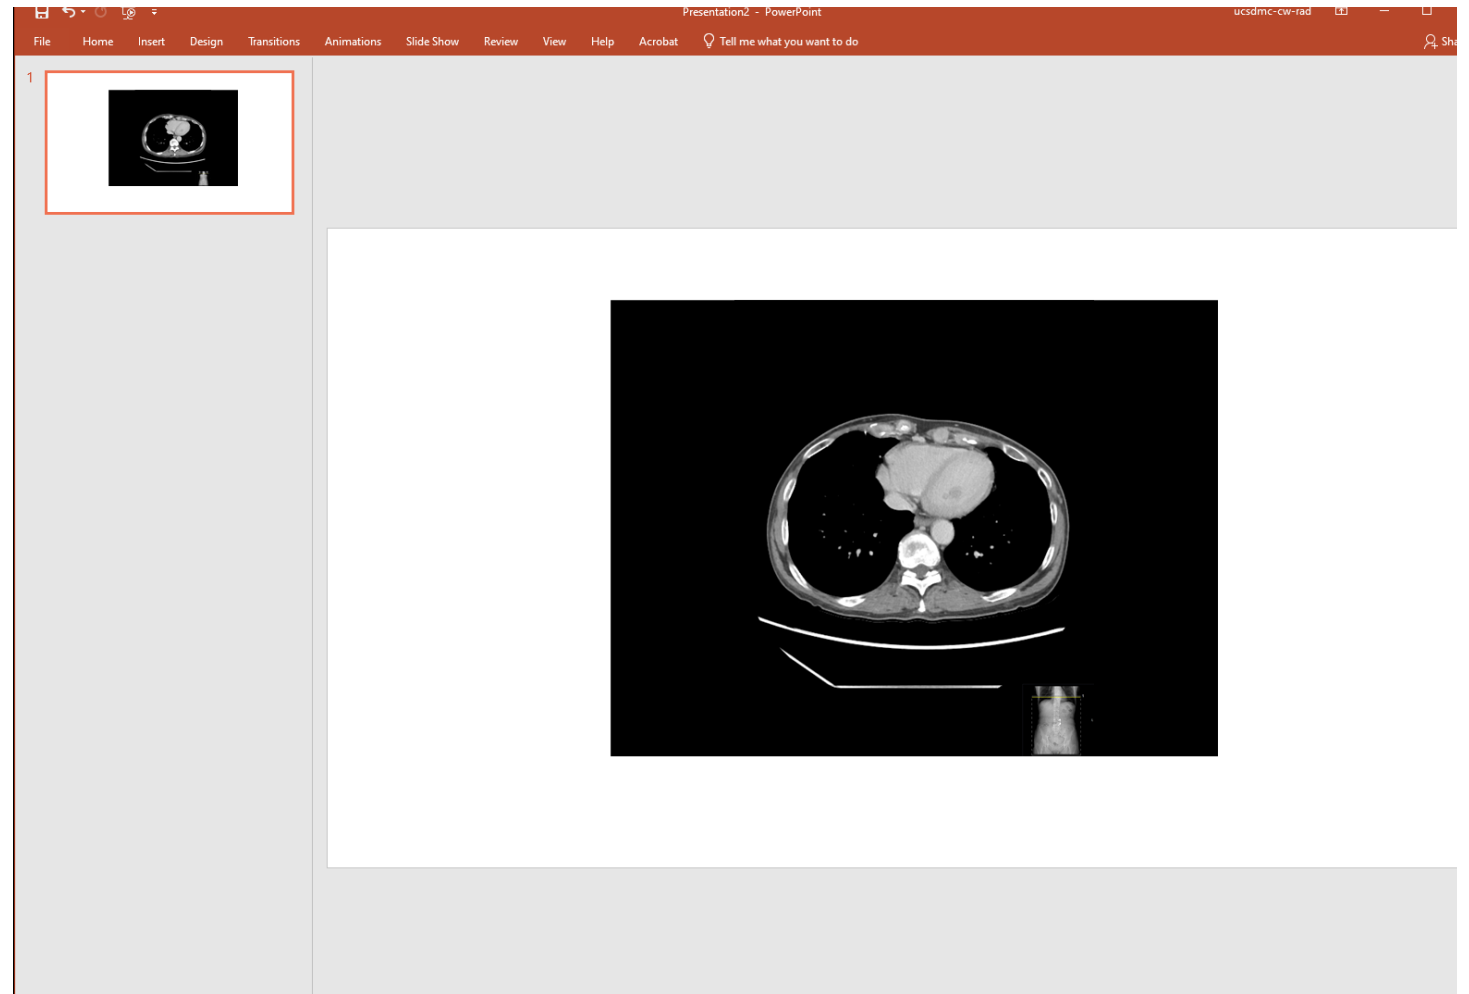 Presentation2 - PowerPoint
ucsdmc-cw-rad
File Home Insert Design Transitions Animations Slide Show Review View Help Acrobat Tell me what you want to do Sha
1